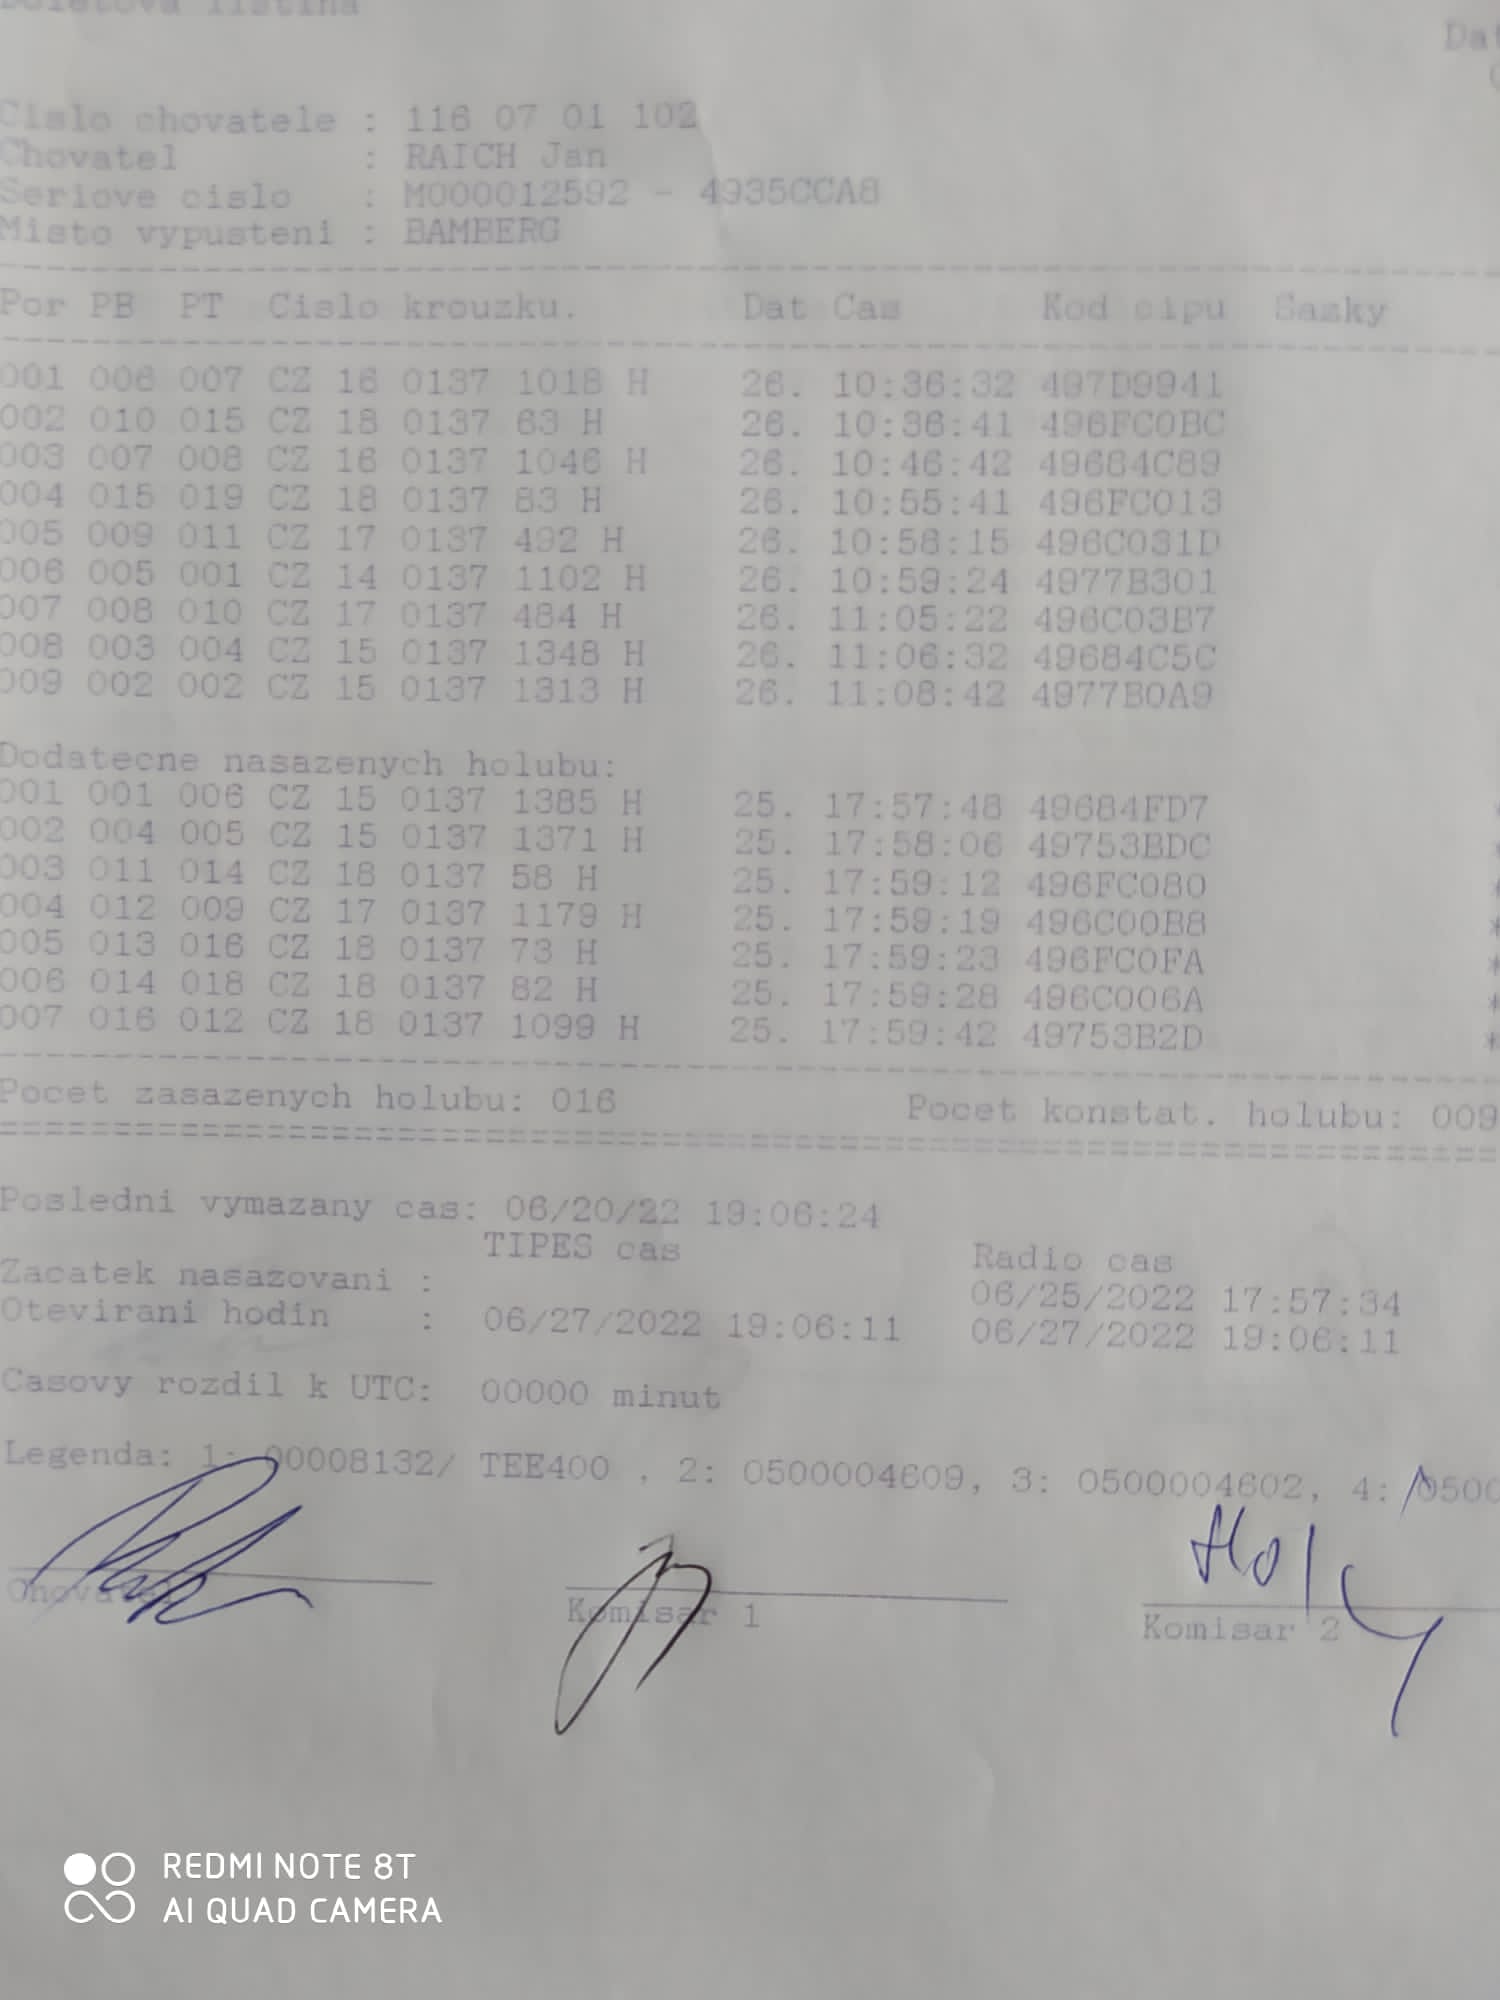 Doletova listina
Dat
Cislo chovatele : 116 07 01 102
Chovatel : RAICH Jan
Seriove cislo : M000012592 - 4935CCA8
Misto vypusteni : BAMBERG
Por PB PT Cislo krouzku. Dat Cas Kod cipu Sazky
001 006 007 CZ 16 0137 1018 H 26. 10:36:32 497D9941
002 010 015 CZ 18 0137 63 H 26. 10:36:41 496FC0BC
003 007 008 CZ 16 0137 1046 H 26. 10:46:42 49684C89
004 015 019 CZ 18 0137 83 H 26. 10:55:41 496FC013
005 009 011 CZ 17 0137 492 H 26. 10:58:15 496C031D
006 005 001 CZ 14 0137 1102 H 26. 10:59:24 4977B301
007 008 010 CZ 17 0137 484 H 26. 11:05:22 496C03B7
008 003 004 CZ 15 0137 1348 H 26. 11:06:32 49684C5C
009 002 002 CZ 15 0137 1313 H 26. 11:08:42 4977B0A9
Dodatecne nasazenych holubu:
001 001 006 CZ 15 0137 1385 H 25. 17:57:48 49684FD7 *
002 004 005 CZ 15 0137 1371 H 25. 17:58:06 49753BDC *
003 011 014 CZ 18 0137 58 H 25. 17:59:12 496FC080 *
004 012 009 CZ 17 0137 1179 H 25. 17:59:19 496C00B8 *
005 013 016 CZ 18 0137 73 H 25. 17:59:23 496FC0FA *
006 014 018 CZ 18 0137 82 H 25. 17:59:28 496C006A *
007 016 012 CZ 18 0137 1099 H 25. 17:59:42 49753B2D *
Pocet zasazenych holubu: 016 Pocet konstat. holubu: 009
Posledni vymazany cas: 06/20/22 19:06:24
TIPES cas Radio cas
Zacatek nasazovani : 06/25/2022 17:57:34
Otevirani hodin : 06/27/2022 19:06:11 06/27/2022 19:06:11
Casovy rozdil k UTC: 00000 minut
Legenda: 1: 00008132/ TEE400 , 2: 0500004609, 3: 0500004602, 4: 0500
Holy
Chovatel Komisar 1 Komisar 2
REDMI NOTE 8T
AI QUAD CAMERA